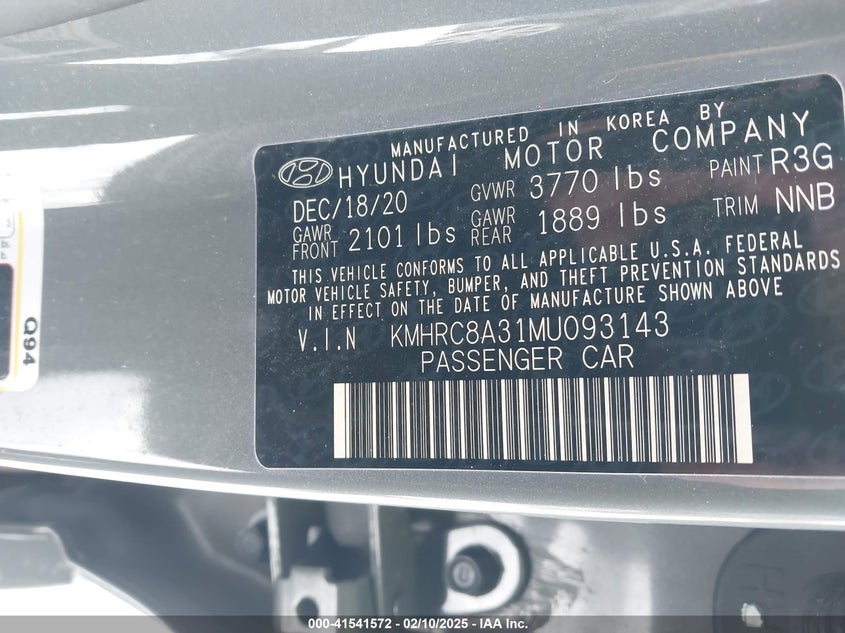 MANUFACTURED IN KOREA BY
HYUNDAI MOTOR COMPANY
DEC/18/20 GVWR 3770 lbs PAINT R3G
GAWR FRONT 2101 lbs GAWR REAR 1889 lbs TRIM NNB
THIS VEHICLE CONFORMS TO ALL APPLICABLE U.S.A. FEDERAL
MOTOR VEHICLE SAFETY, BUMPER, AND THEFT PREVENTION STANDARDS
IN EFFECT ON THE DATE OF MANUFACTURE SHOWN ABOVE
V.I.N KMHRC8A31MU093143
PASSENGER CAR
Q94
000-41541572 - 02/10/2025 - IAA Inc.